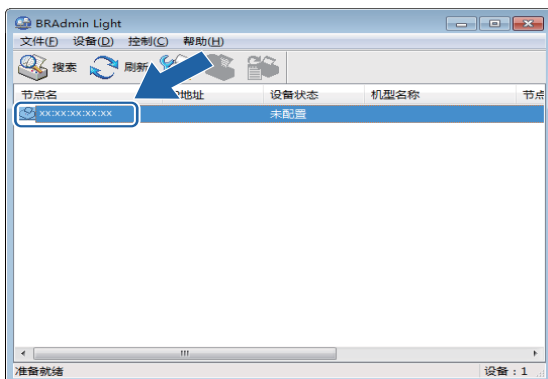 BRAdmin Light
文件(F) 设备(D) 控制(C) 帮助(H)
搜索 刷新
节点名 IP地址 设备状态 机型名称 节点
xx:xx:xx:xx:xx 未配置
准备就绪 设备：1